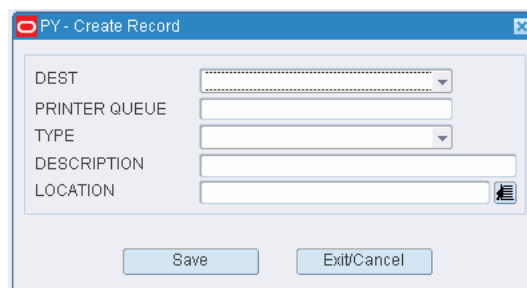 PY - Create Record
DEST
PRINTER QUEUE
TYPE
DESCRIPTION
LOCATION
Save
Exit/Cancel